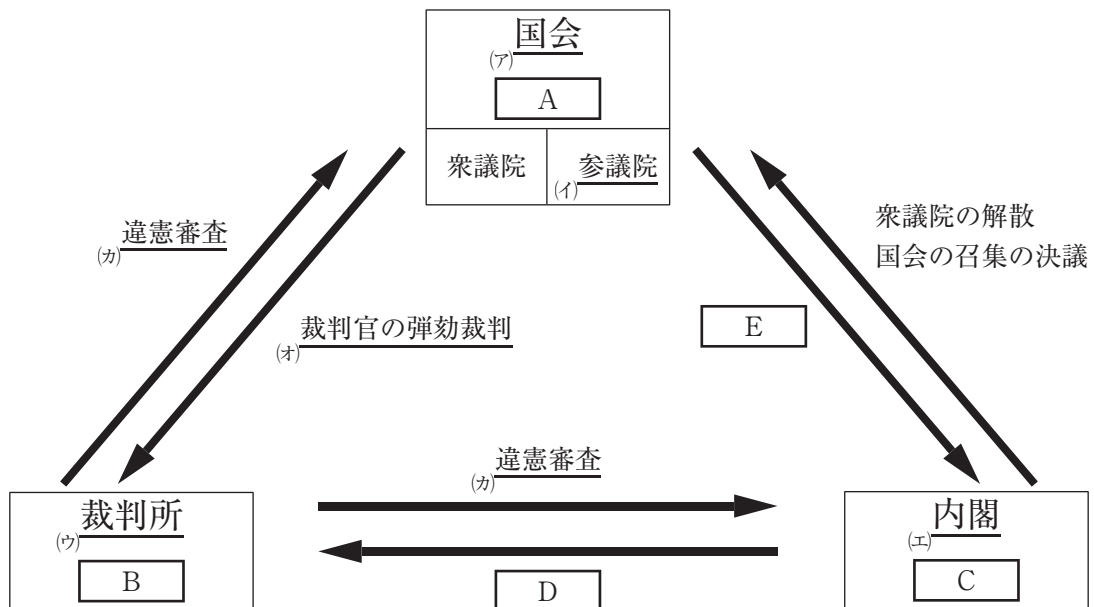 国会
(ア)
A
衆議院
参議院
(イ)
違憲審査
(カ)
衆議院の解散
国会の召集の決議
裁判官の弾効裁判
(オ)
E
違憲審査
(カ)
裁判所
(ウ)
B
D
内閣
(エ)
C